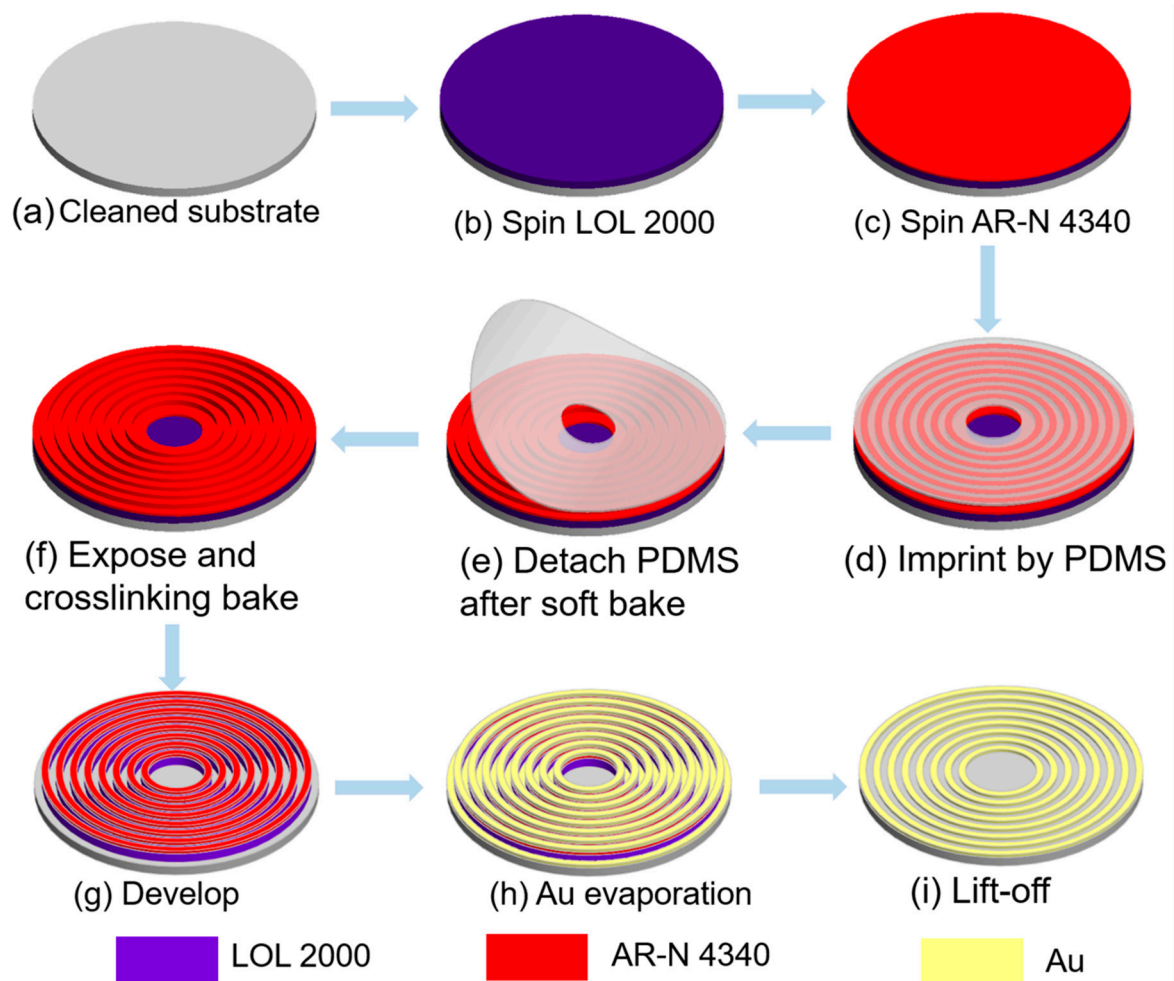 (a) Cleaned substrate
(b) Spin LOL 2000
(c) Spin AR-N 4340
(f) Expose and
crosslinking bake
(e) Detach PDMS
after soft bake
(d) Imprint by PDMS
(g) Develop
(h) Au evaporation
(i) Lift-off
LOL 2000
AR-N 4340
Au